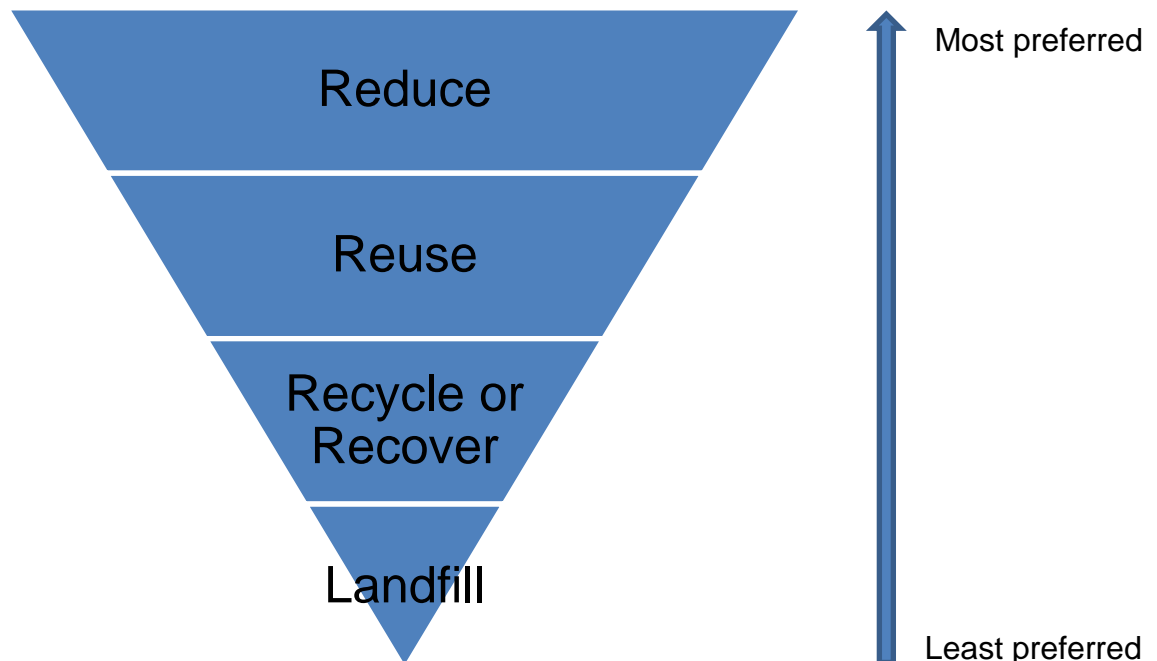 Most preferred
Reduce
Reuse
Recycle or
Recover
Landfill
Least preferred